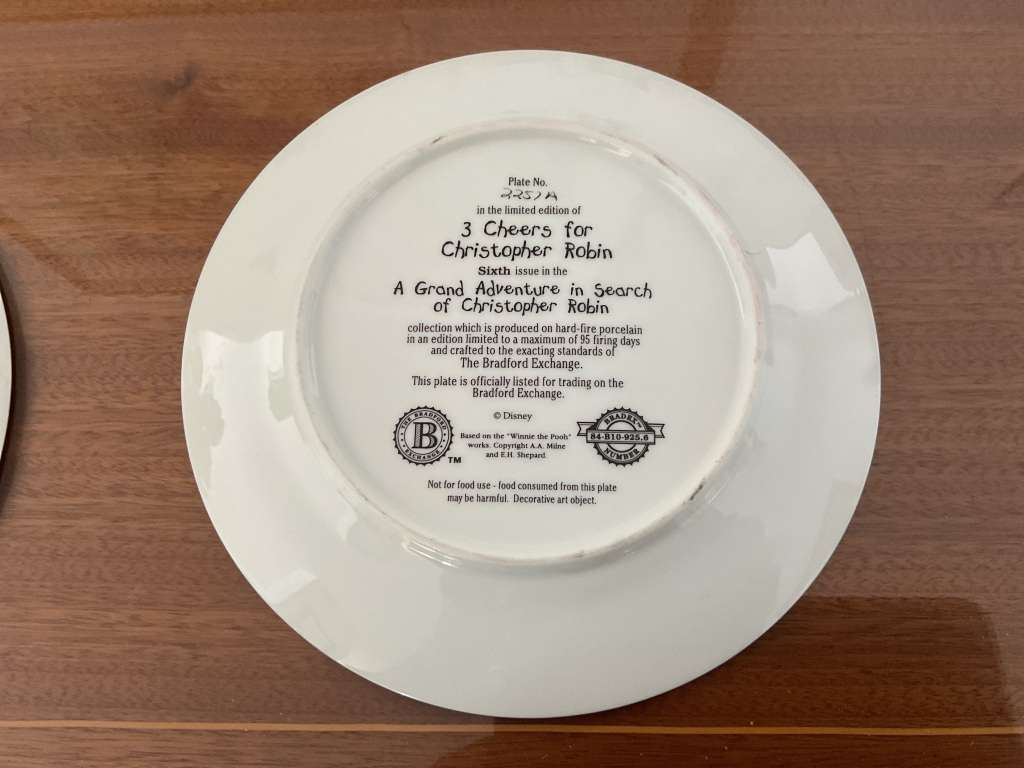 Plate No.
2257A
in the limited edition of
3 Cheers for
Christopher Robin
Sixth issue in the
A Grand Adventure in Search
of Christopher Robin
collection which is produced on hard-fire porcelain
in an edition limited to a maximum of 95 firing days
and crafted to the exacting standards of
The Bradford Exchange.
This plate is officially listed for trading on the
Bradford Exchange.
© Disney
THE BRADFORD
B
EXCHANGE
TM
Based on the "Winnie the Pooh"
works. Copyright A.A. Milne
and E.H. Shepard.
BRADEX™
84-B10-925.6
NUMBER
Not for food use - food consumed from this plate
may be harmful. Decorative art object.